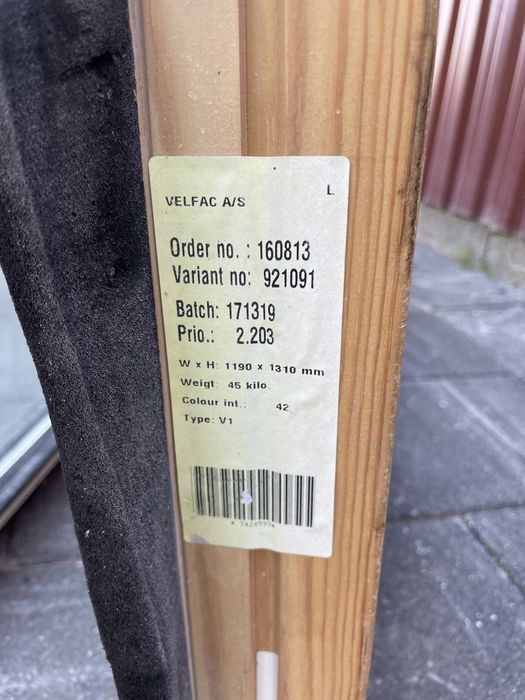 VELFAC A/S L
Order no. : 160813
Variant no: 921091
Batch: 171319
Prio.: 2.203
W x H: 1190 x 1310 mm
Weigt: 45 kilo
Colour int.: 42
Type: V1